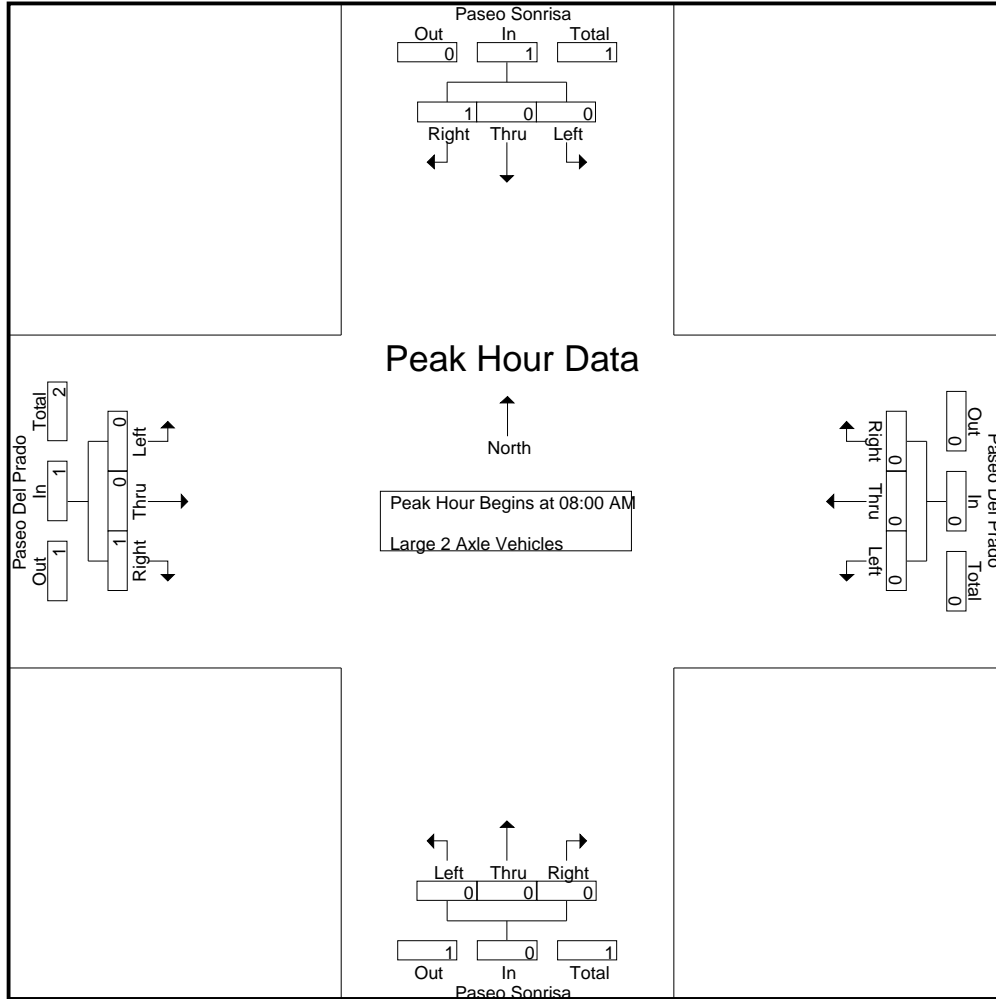 Paseo Sonrisa
Out In Total
0 1 1
1 0 0
Right Thru Left
Peak Hour Data
North
Peak Hour Begins at 08:00 AM
Large 2 Axle Vehicles
Paseo Del Prado
Out In Total
1 1 2
0 0 1
Left Thru Right
Paseo Del Prado
Out In Total
0 0 0
0 0 0
Right Thru Left
Left Thru Right
0 0 0
1 0 1
Out In Total
Paseo Sonrisa